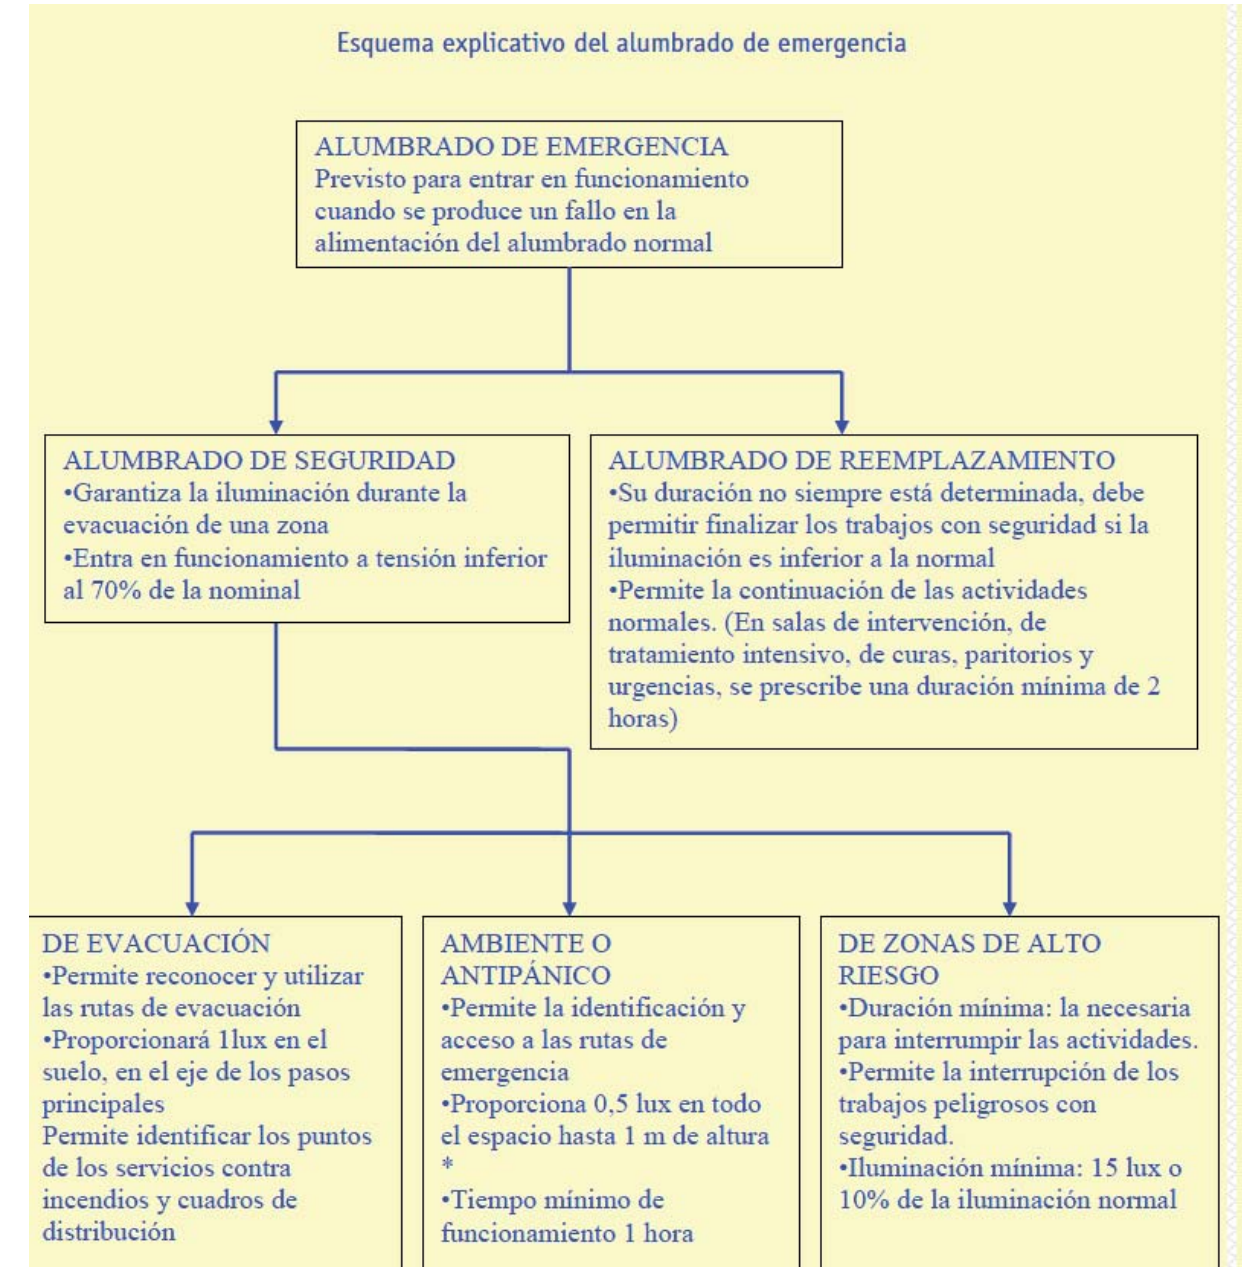 Esquema explicativo del alumbrado de emergencia
ALUMBRADO DE EMERGENCIA
Previsto para entrar en funcionamiento
cuando se produce un fallo en la
alimentación del alumbrado normal
ALUMBRADO DE SEGURIDAD
•Garantiza la iluminación durante la
evacuación de una zona
•Entra en funcionamiento a tensión inferior
al 70% de la nominal
ALUMBRADO DE REEMPLAZAMIENTO
•Su duración no siempre está determinada, debe
permitir finalizar los trabajos con seguridad si la
iluminación es inferior a la normal
•Permite la continuación de las actividades
normales. (En salas de intervención, de
tratamiento intensivo, de curas, paritorios y
urgencias, se prescribe una duración mínima de 2
horas)
DE EVACUACIÓN
•Permite reconocer y utilizar
las rutas de evacuación
•Proporcionará 1lux en el
suelo, en el eje de los pasos
principales
Permite identificar los puntos
de los servicios contra
incendios y cuadros de
distribución
AMBIENTE O
ANTIPÁNICO
•Permite la identificación y
acceso a las rutas de
emergencia
•Proporciona 0,5 lux en todo
el espacio hasta 1 m de altura
*
•Tiempo mínimo de
funcionamiento 1 hora
DE ZONAS DE ALTO
RIESGO
•Duración mínima: la necesaria
para interrumpir las actividades.
•Permite la interrupción de los
trabajos peligrosos con
seguridad.
•Iluminación mínima: 15 lux o
10% de la iluminación normal